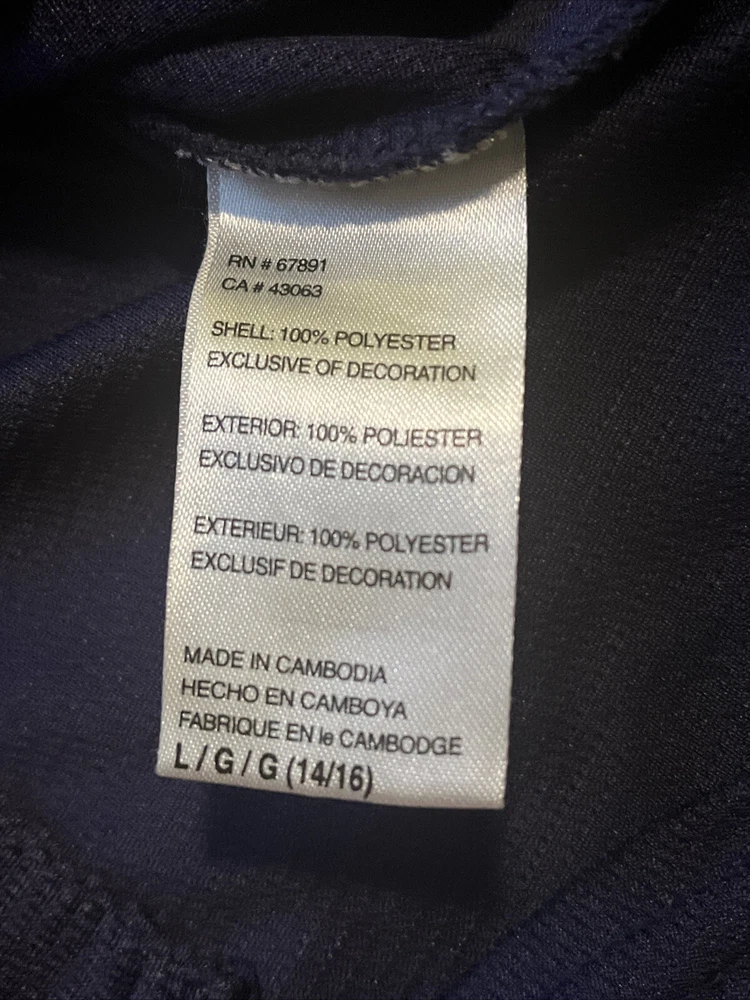 RN # 67891
CA # 43063
SHELL: 100% POLYESTER
EXCLUSIVE OF DECORATION
EXTERIOR: 100% POLIESTER
EXCLUSIVO DE DECORACION
EXTERIEUR: 100% POLYESTER
EXCLUSIF DE DECORATION
MADE IN CAMBODIA
HECHO EN CAMBOYA
FABRIQUE EN le CAMBODGE
L / G / G (14/16)